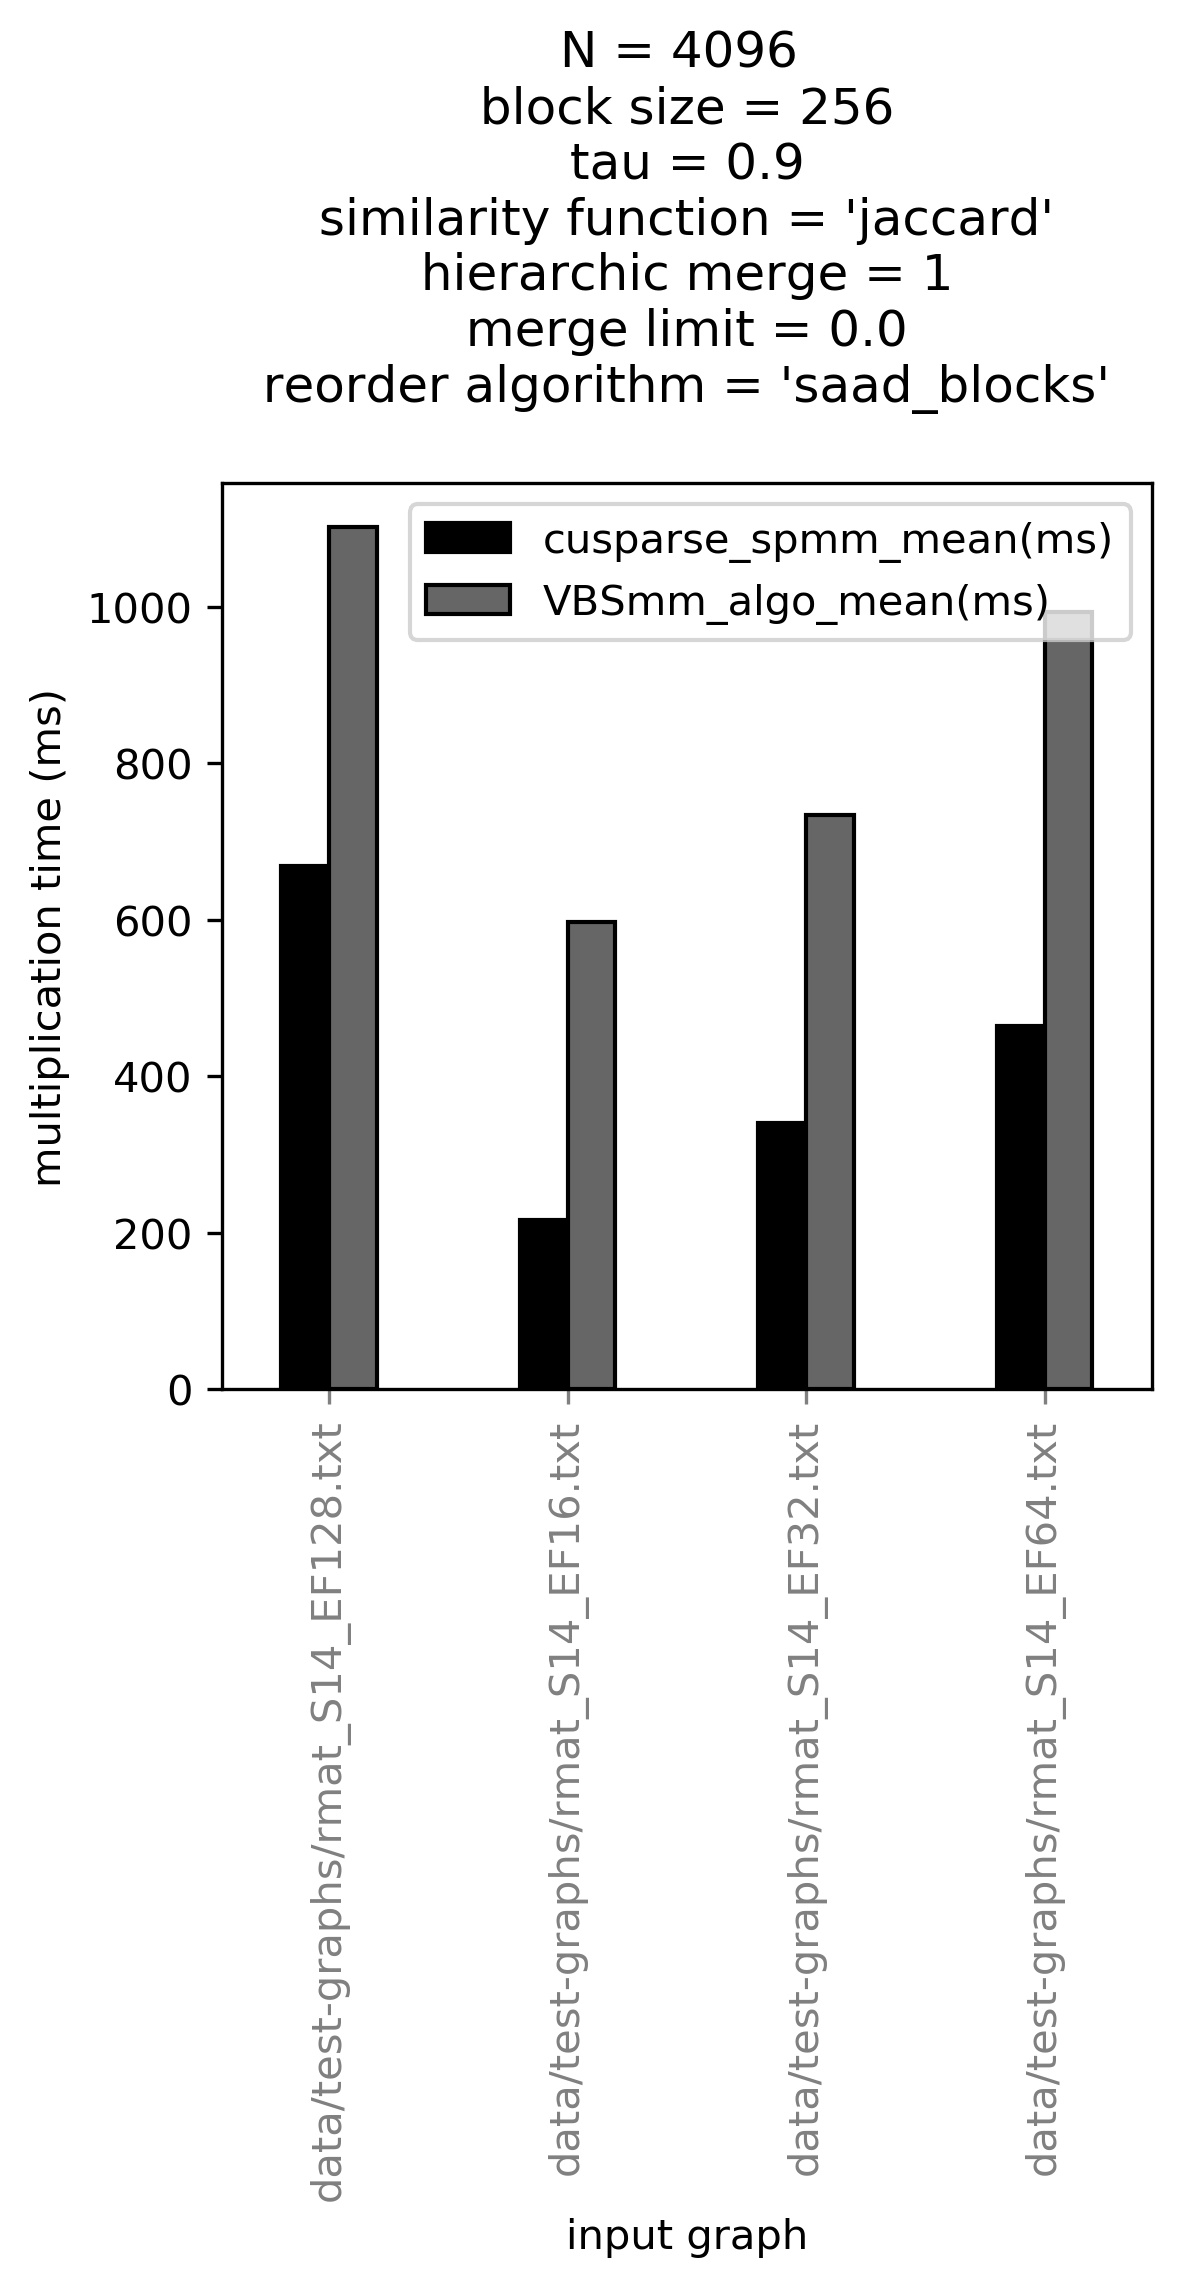 N = 4096
block size = 256
tau = 0.9
similarity function = 'jaccard'
hierarchic merge = 1
merge limit = 0.0
reorder algorithm = 'saad_blocks'
cusparse_spmm_mean(ms)
VBSmm_algo_mean(ms)
multiplication time (ms)
1000
800
600
400
200
0
data/test-graphs/rmat_S14_EF128.txt
data/test-graphs/rmat_S14_EF16.txt
data/test-graphs/rmat_S14_EF32.txt
data/test-graphs/rmat_S14_EF64.txt
input graph